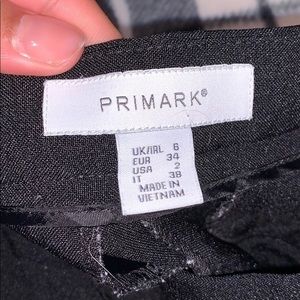 PRIMARK®
UK/IRL 6
EUR 34
USA 2
IT 38
MADE IN
VIETNAM